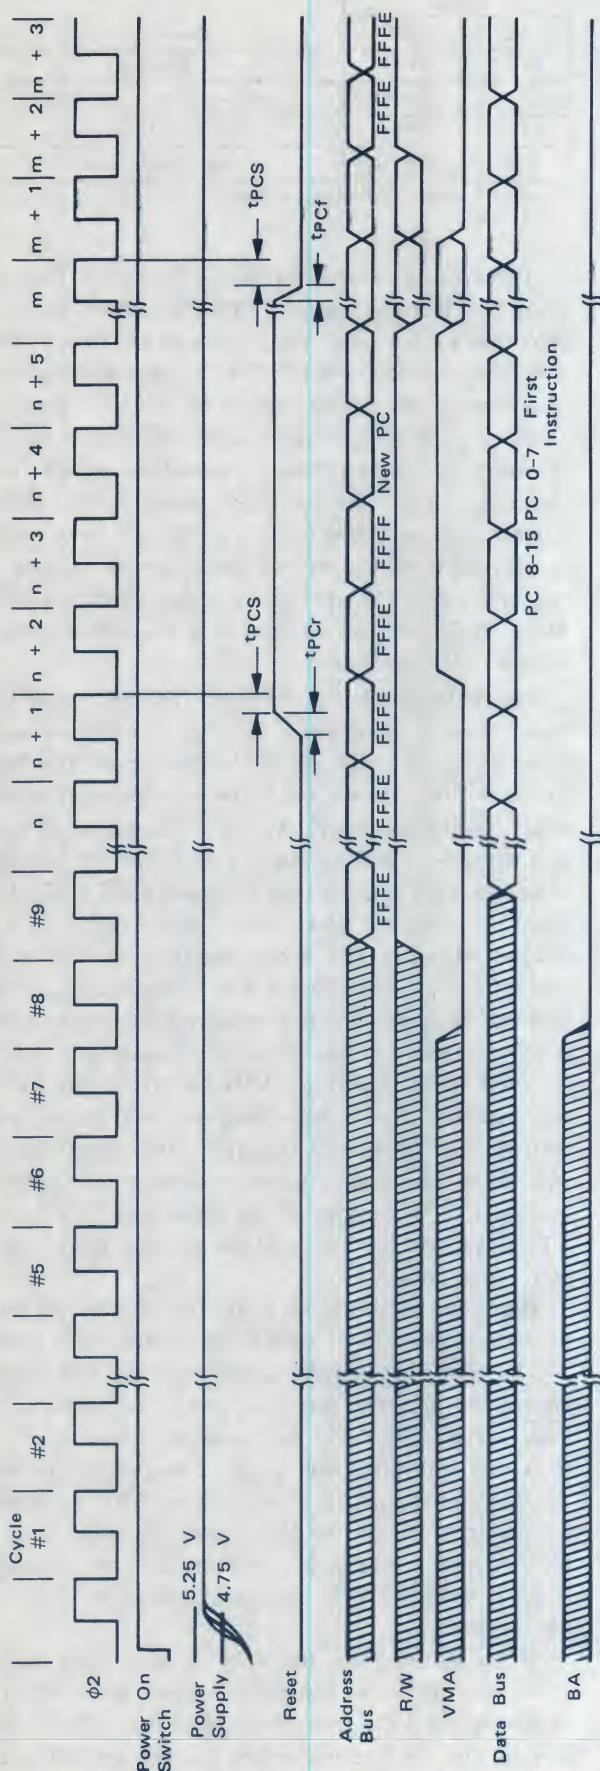 Cycle
#1 #2 #5 #6 #7 #8 #9 n n + 1 n + 2 n + 3 n + 4 n + 5 m m + 1 m + 2 m + 3
φ2
Power On
Switch
Power
Supply
5.25 V
4.75 V
Reset
tPCS
tPCr
tPCS
tPCf
Address
Bus
FFFE FFFE FFFE FFFE FFFF New PC FFFE FFFE
R/W
VMA
Data Bus
PC 8-15 PC 0-7 First
Instruction
BA